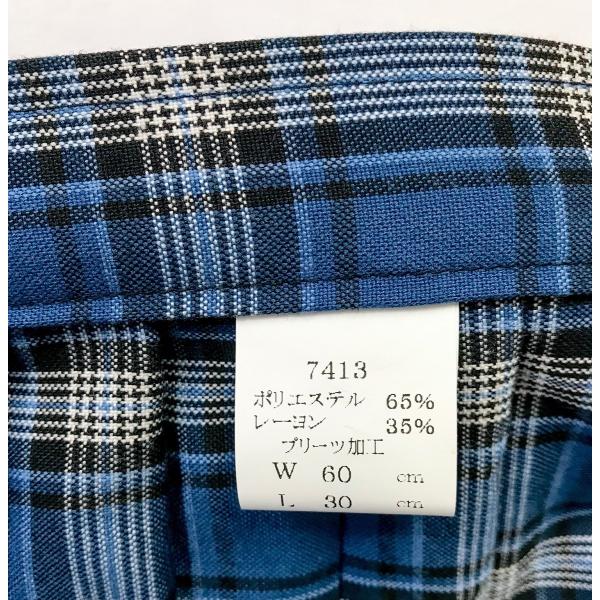 7413
ポリエステル 65%
レーヨン 35%
プリーツ加工
W 60 cm
L 30 cm